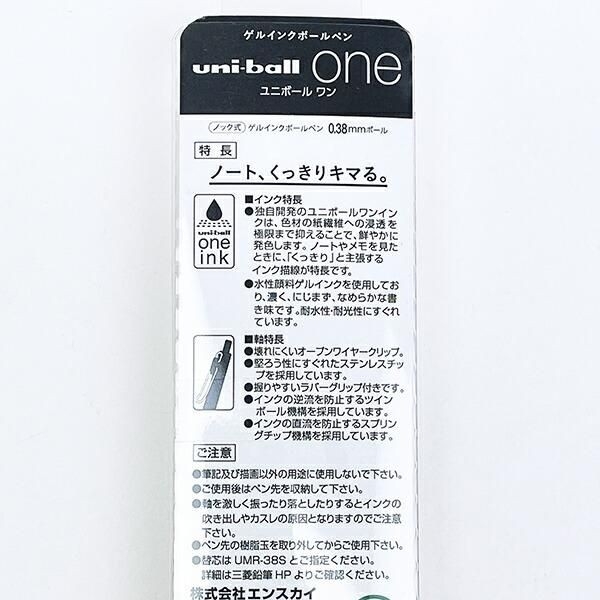 ゲルインクボールペン
uni-ball one
ユニボール ワン
ノック式 ゲルインクボールペン 0.38mmボール
特長
ノート、くっきりキマる。
uni-ball
one
ink
■インク特長
●独自開発のユニボールワンイン
クは、色材の紙繊維への浸透を
極限まで抑えることで、鮮やかに
発色します。ノートやメモを見た
ときに、「くっきり」と主張する
インク描線が特長です。
●水性顔料ゲルインクを使用してお
り、濃く、にじまず、なめらかな書
き味です。耐水性・耐光性にすぐれ
ています。
■軸特長
●壊れにくいオープンワイヤークリップ。
●堅ろう性にすぐれたステンレスチッ
プを採用しています。
●握りやすいラバーグリップ付きです。
●インクの逆流を防止するツイン
ボール機構を採用しています。
●インクの直流を防止するスプリン
グチップ機構を採用しています。
ご注意
●筆記及び描画以外の用途に使用しないで下さい。
●ご使用後はペン先を収納して下さい。
●軸を激しく振ったり落としたりするとインクの
吹き出しやカスレの原因となりますのでご注意
下さい。
●ペン先の樹脂玉を取り外してからご使用下さい。
●替芯は UMR-38S とご指定ください。
詳細は三菱鉛筆 HP よりご確認ください。
株式会社エンスカイ